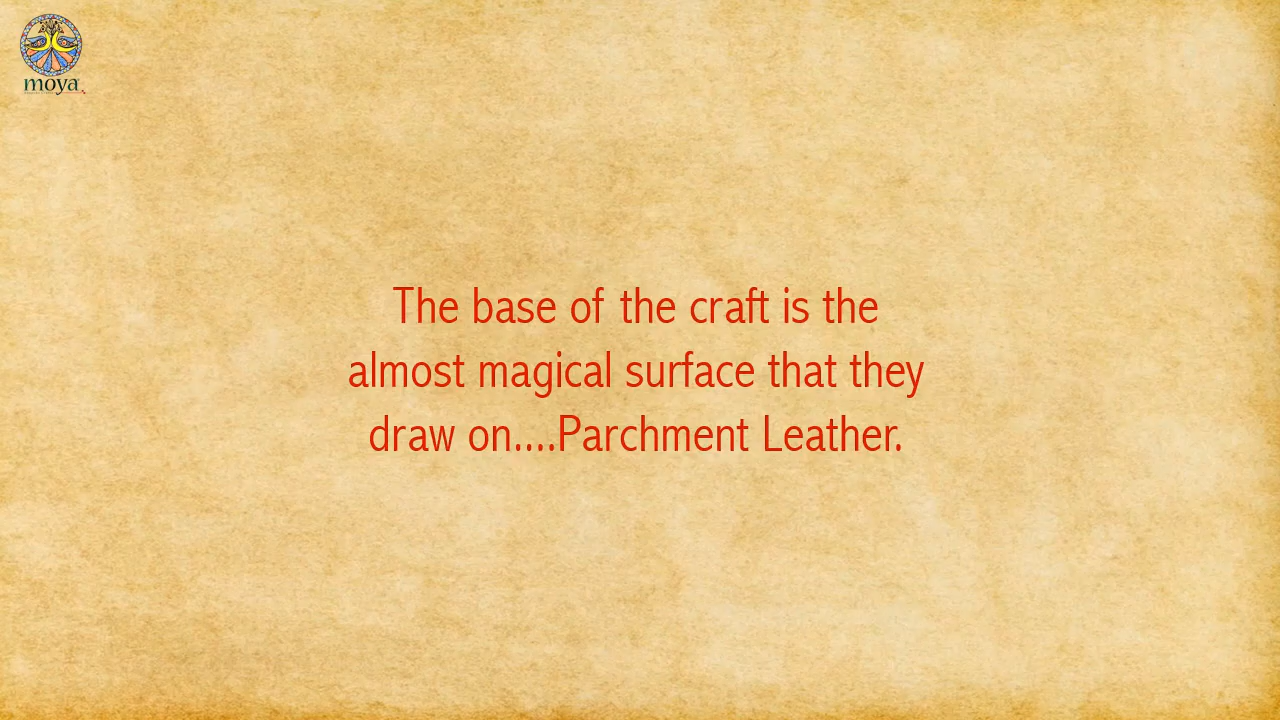 moya
The base of the craft is the
almost magical surface that they
draw on....Parchment Leather.